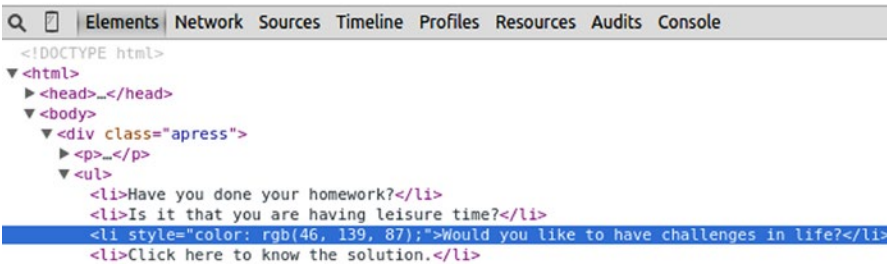 Elements Network Sources Timeline Profiles Resources Audits Console
<!DOCTYPE html>
▼<html>
▶<head>…</head>
▼<body>
▼<div class="apress">
▶<p>…</p>
▼<ul>
<li>Have you done your homework?</li>
<li>Is it that you are having leisure time?</li>
<li style="color: rgb(46, 139, 87);">Would you like to have challenges in life?</li>
<li>Click here to know the solution.</li>